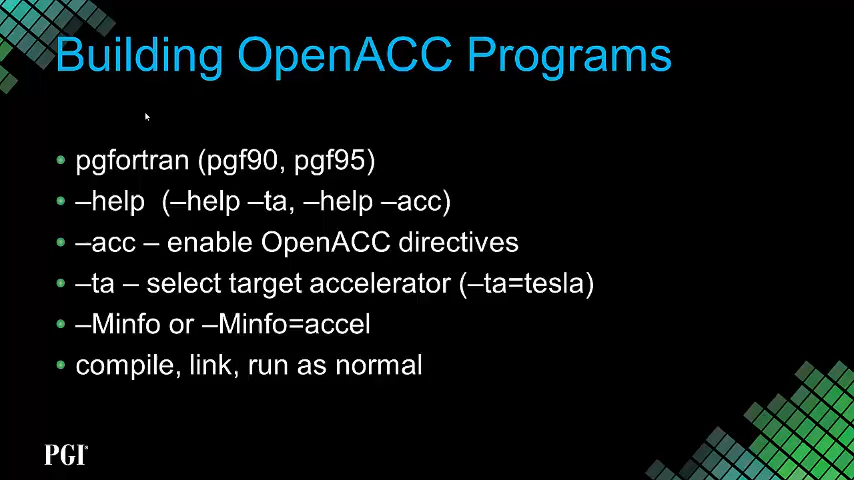 Building OpenACC Programs
pgfortran (pgf90, pgf95)
–help (–help –ta, –help –acc)
–acc – enable OpenACC directives
–ta – select target accelerator (–ta=tesla)
–Minfo or –Minfo=accel
compile, link, run as normal
PGI®